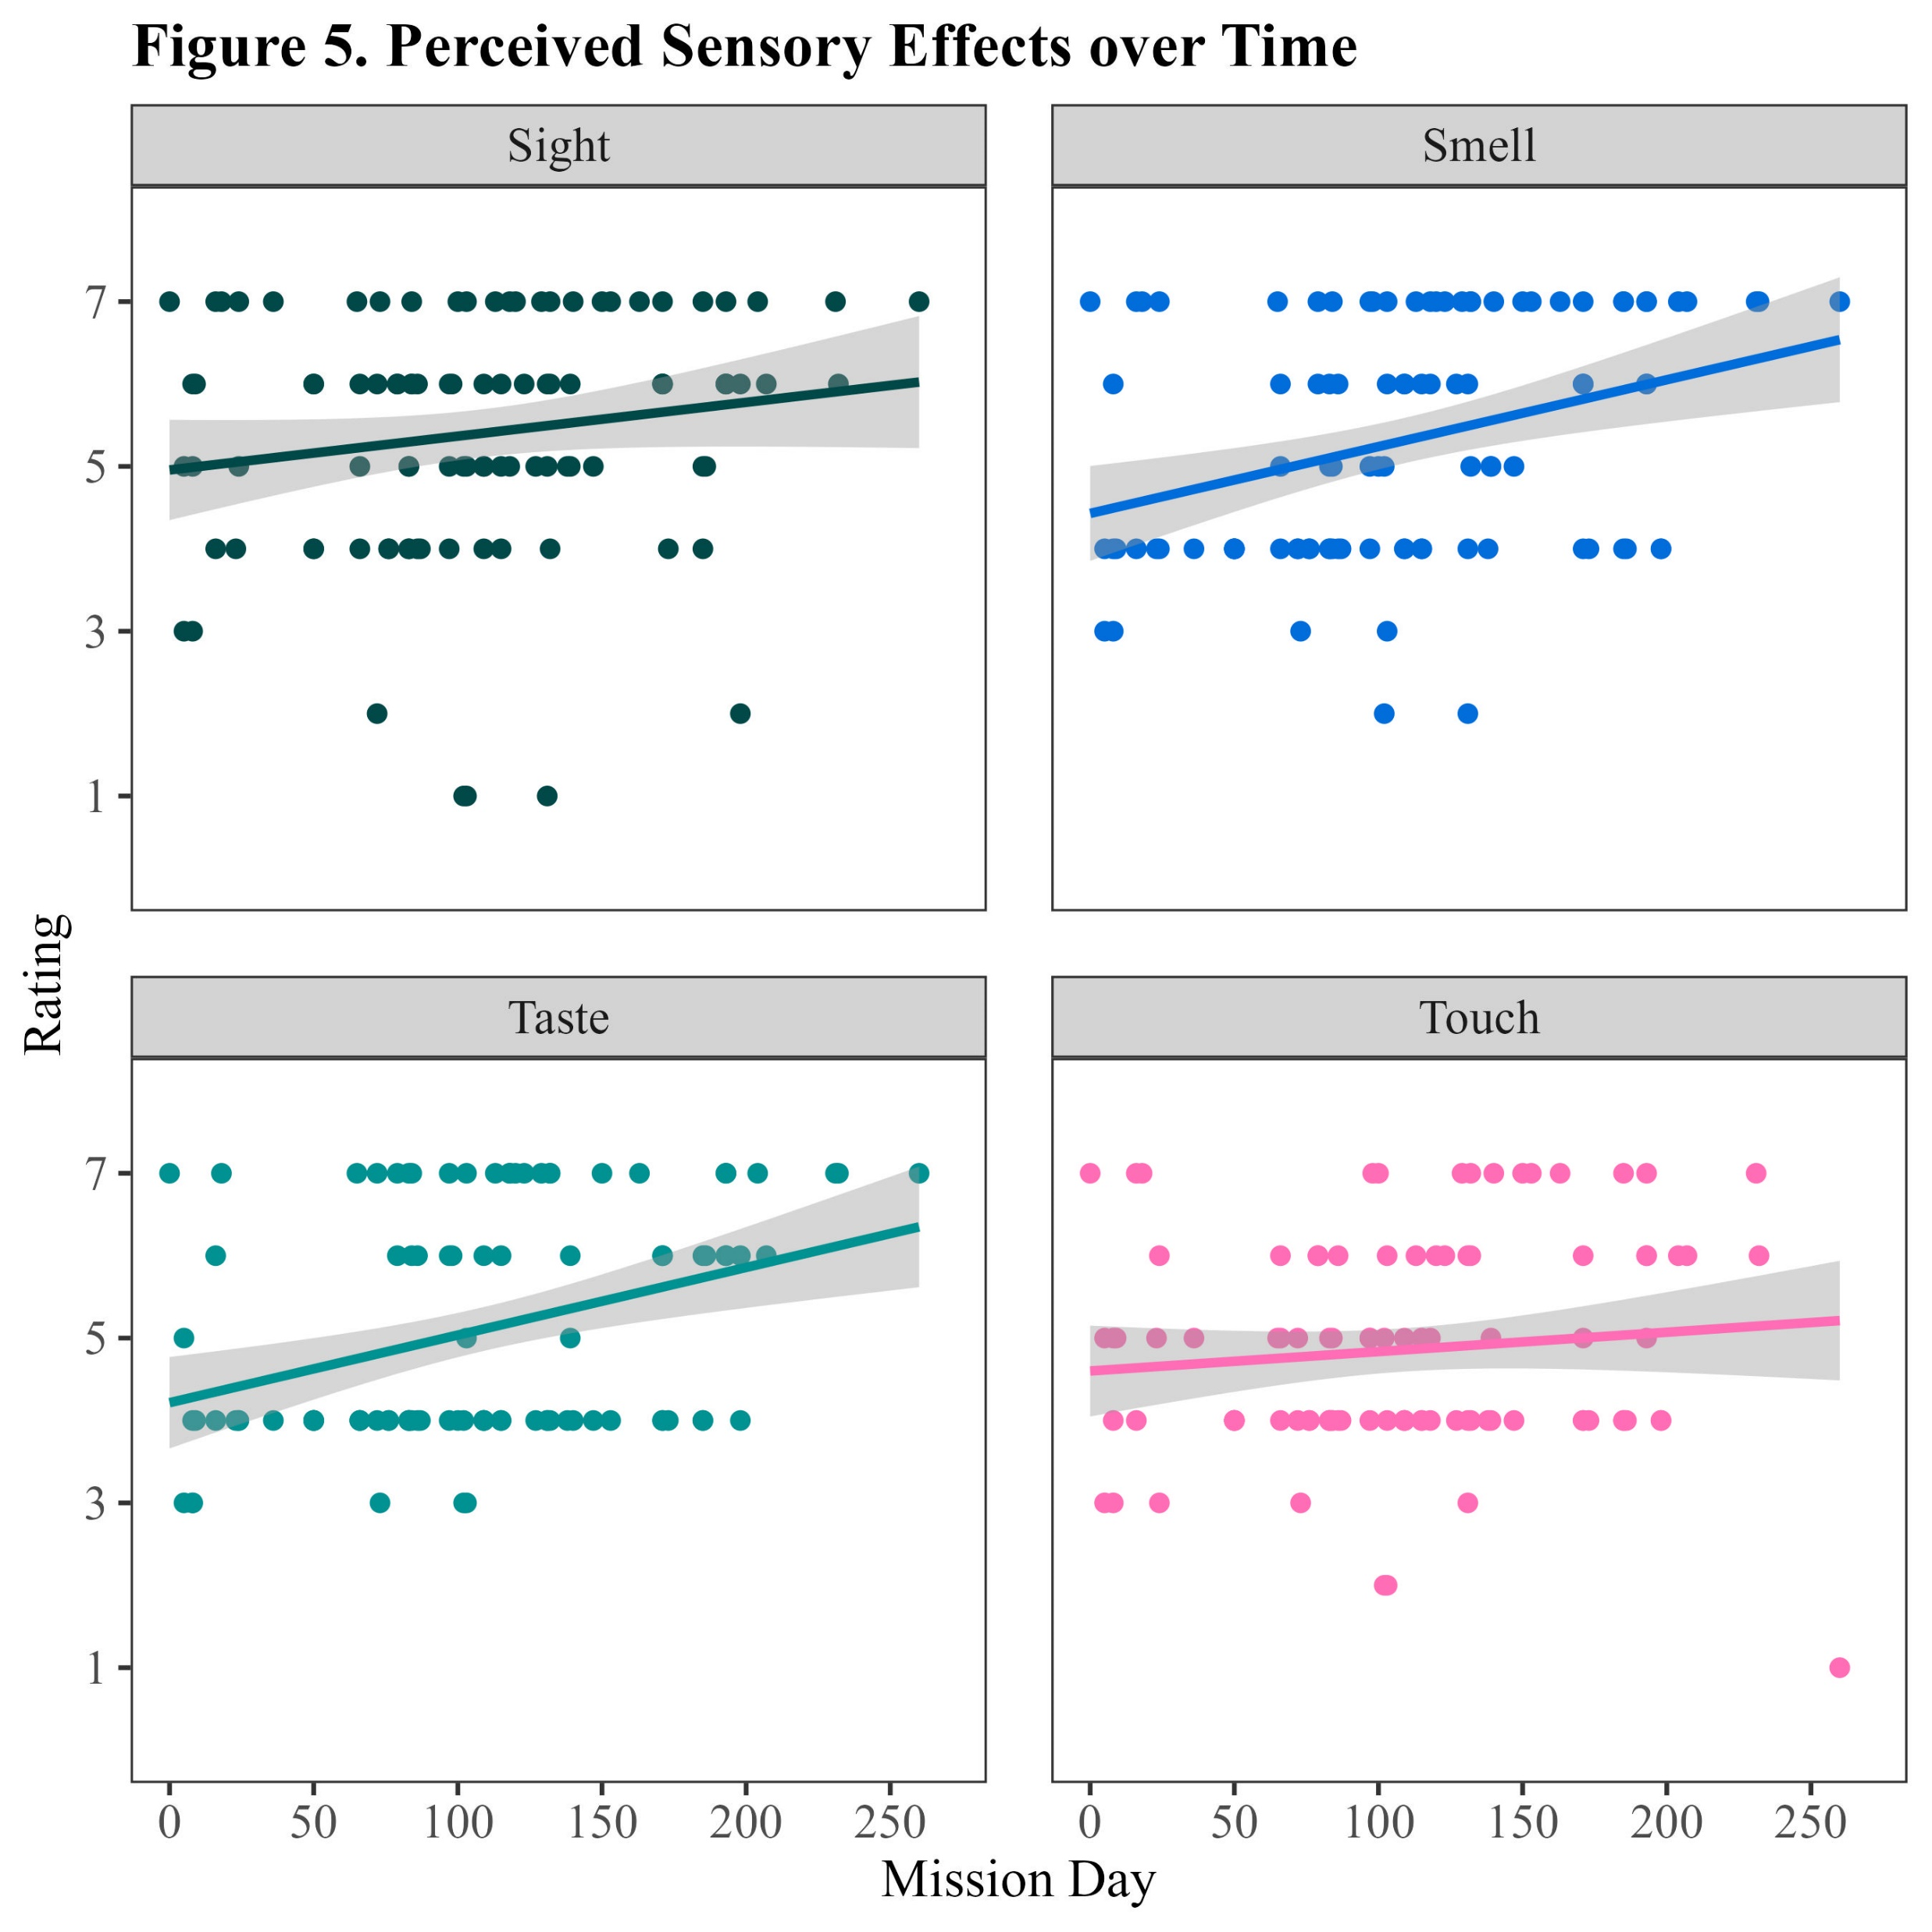 Figure 5. Perceived Sensory Effects over Time
Sight
Smell
7
5
3
1
Rating
Taste
Touch
7
5
3
1
0 50 100 150 200 250
0 50 100 150 200 250
Mission Day